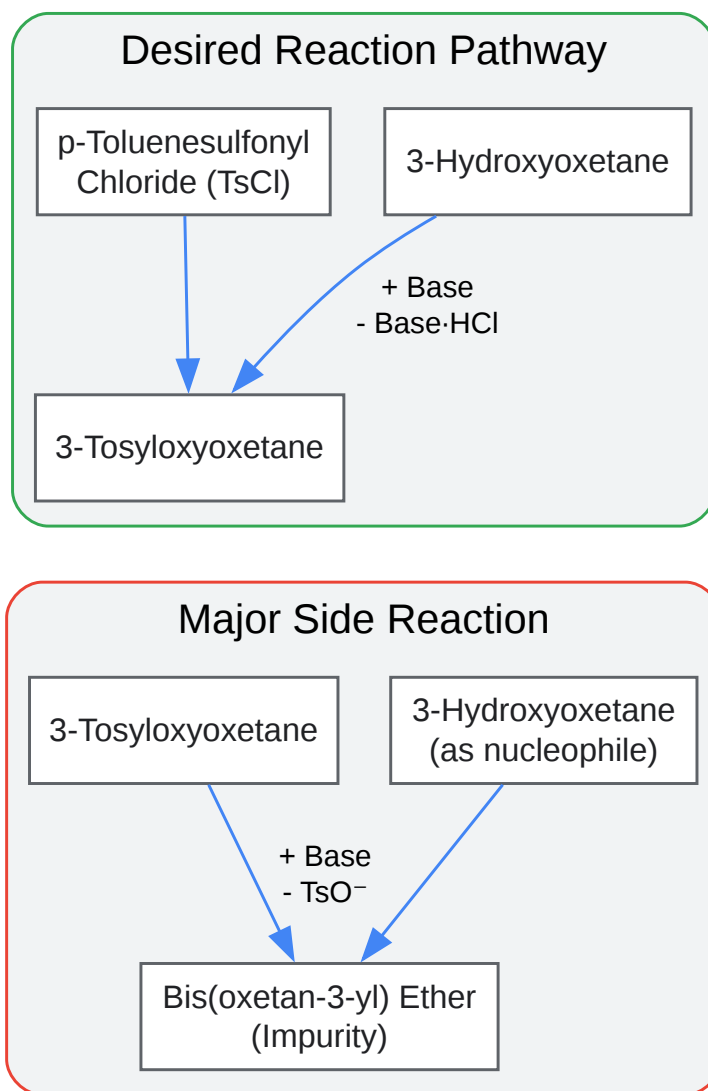 Desired Reaction Pathway
p-Toluenesulfonyl
Chloride (TsCl)
3-Hydroxyoxetane
+ Base
- Base·HCl
3-Tosyloxyoxetane
Major Side Reaction
3-Tosyloxyoxetane
3-Hydroxyoxetane
(as nucleophile)
+ Base
- TsO⁻
Bis(oxetan-3-yl) Ether
(Impurity)